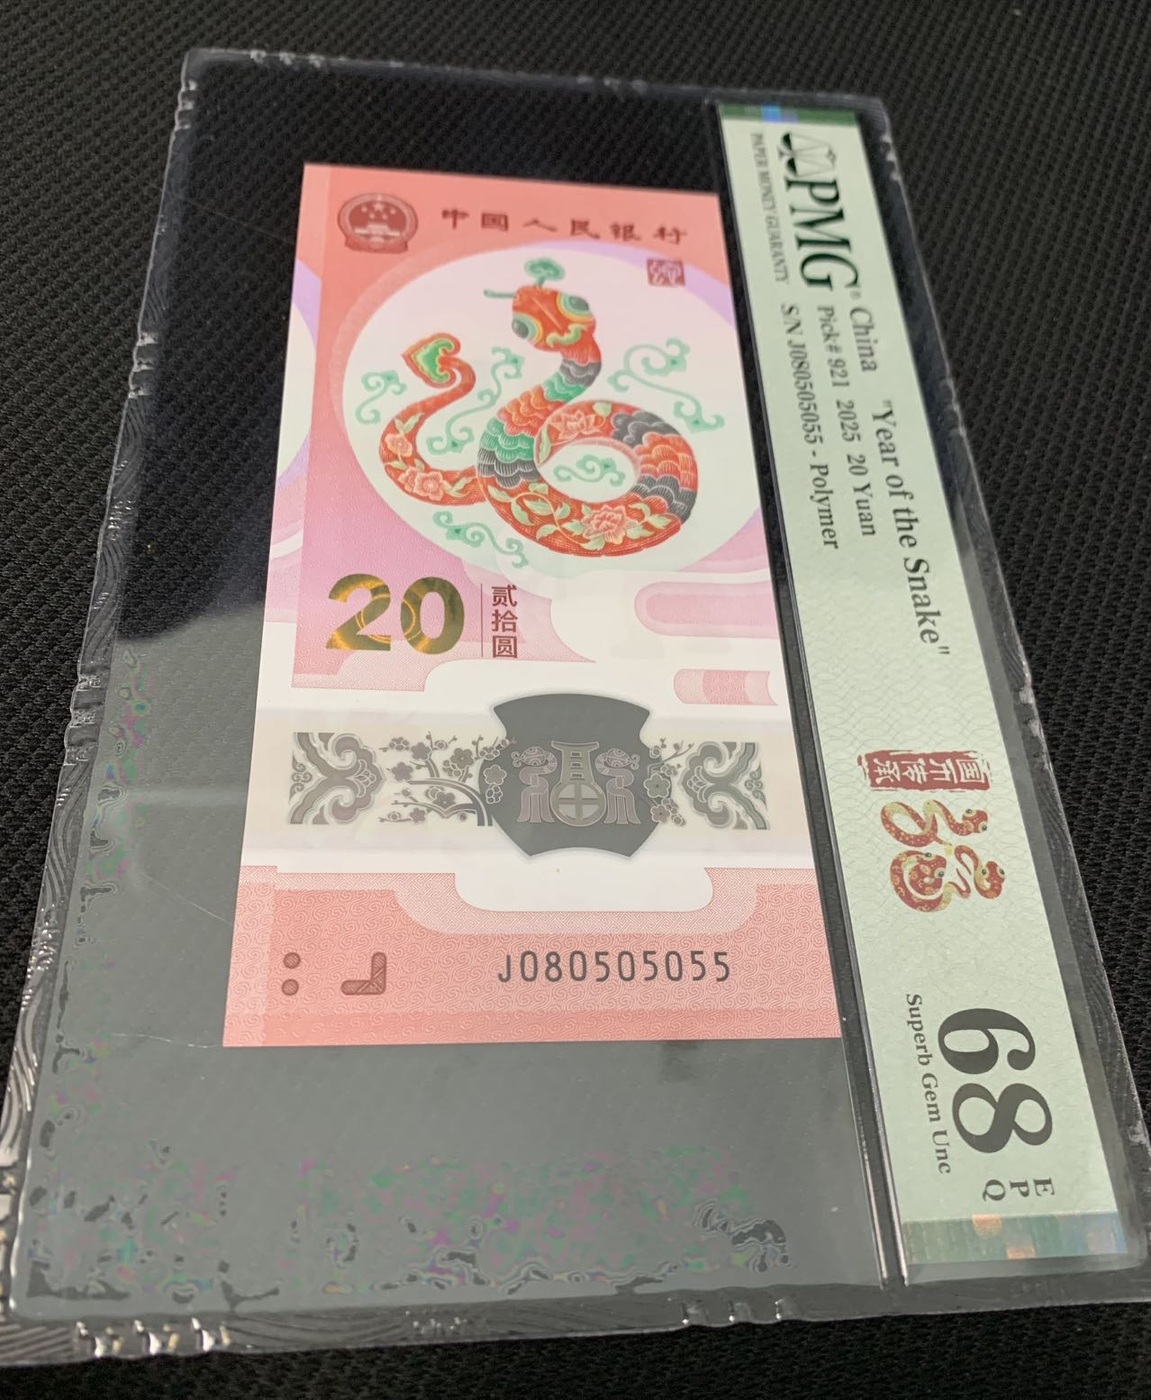 中国人民银行
20
贰拾圆
J080505055
PMG
PAPER MONEY GUARANTY
China "Year of the Snake"
Pick# 921 2025 20 Yuan
S/N J080505055 - Polymer
68
EPQ
Superb Gem Unc